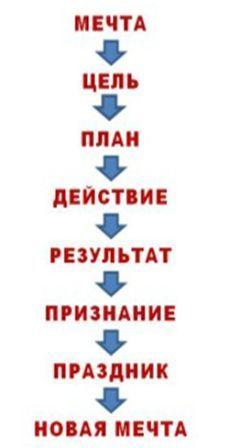 МЕЧТА
ЦЕЛЬ
ПЛАН
ДЕЙСТВИЕ
РЕЗУЛЬТАТ
ПРИЗНАНИЕ
ПРАЗДНИК
НОВАЯ МЕЧТА